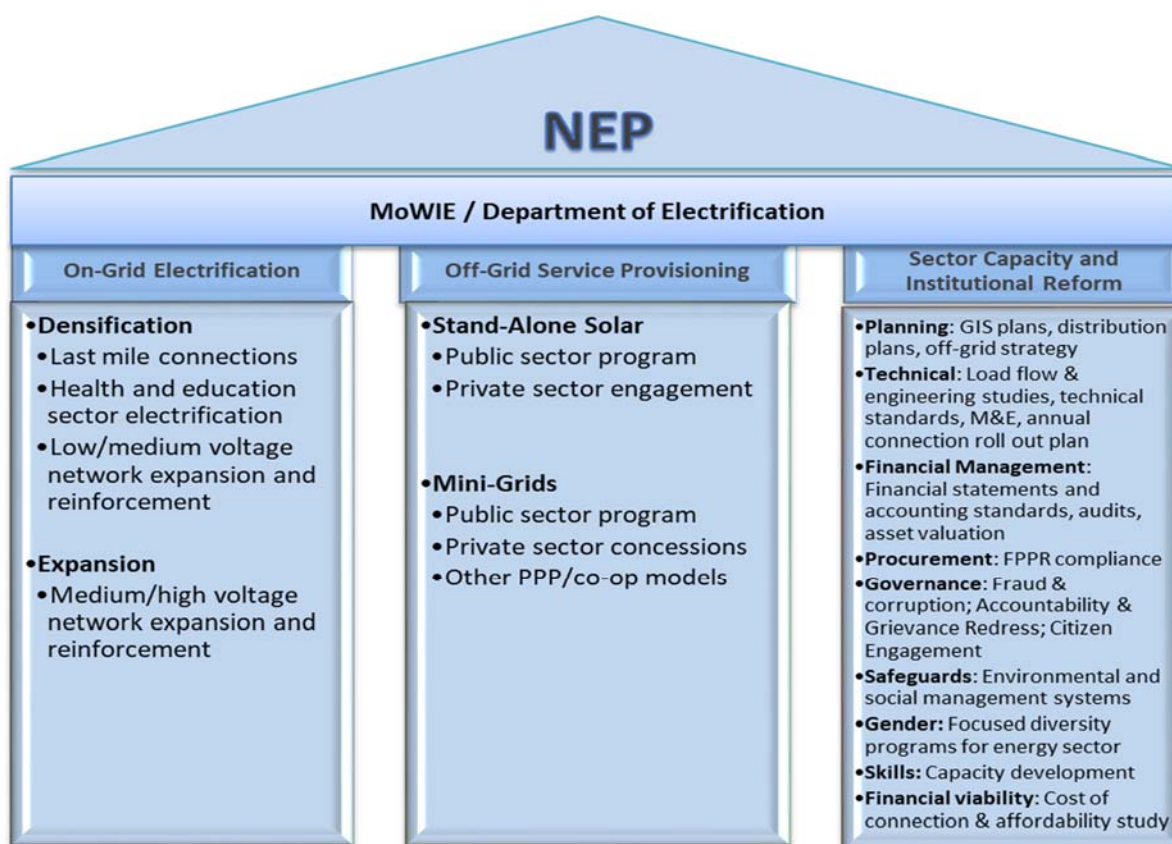 NEP
MoWIE / Department of Electrification
On-Grid Electrification
•Densification
•Last mile connections
•Health and education
sector electrification
•Low/medium voltage
network expansion and
reinforcement
•Expansion
•Medium/high voltage
network expansion and
reinforcement
Off-Grid Service Provisioning
•Stand-Alone Solar
•Public sector program
•Private sector engagement
•Mini-Grids
•Public sector program
•Private sector concessions
•Other PPP/co-op models
Sector Capacity and
Institutional Reform
•Planning: GIS plans, distribution
plans, off-grid strategy
•Technical: Load flow &
engineering studies, technical
standards, M&E, annual
connection roll out plan
•Financial Management:
Financial statements and
accounting standards, audits,
asset valuation
•Procurement: FPPR compliance
•Governance: Fraud &
corruption; Accountability &
Grievance Redress; Citizen
Engagement
•Safeguards: Environmental and
social management systems
•Gender: Focused diversity
programs for energy sector
•Skills: Capacity development
•Financial viability: Cost of
connection & affordability study